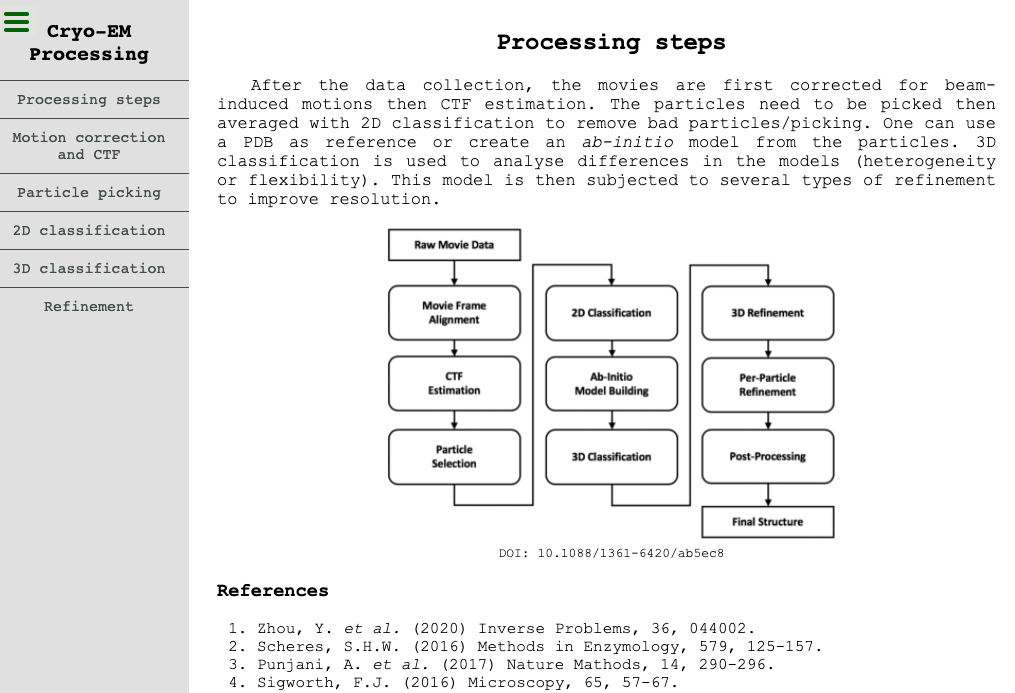 Cryo-EM
Processing
Processing steps
Motion correction
and CTF
Particle picking
2D classification
3D classification
Refinement
Processing steps
After the data collection, the movies are first corrected for beam-
induced motions then CTF estimation. The particles need to be picked then
averaged with 2D classification to remove bad particles/picking. One can use
a PDB as reference or create an ab-initio model from the particles. 3D
classification is used to analyse differences in the models (heterogeneity
or flexibility). This model is then subjected to several types of refinement
to improve resolution.
Raw Movie Data
Movie Frame
Alignment
CTF
Estimation
Particle
Selection
2D Classification
Ab-Initio
Model Building
3D Classification
3D Refinement
Per-Particle
Refinement
Post-Processing
Final Structure
DOI: 10.1088/1361-6420/ab5ec8
References
1. Zhou, Y. et al. (2020) Inverse Problems, 36, 044002.
2. Scheres, S.H.W. (2016) Methods in Enzymology, 579, 125-157.
3. Punjani, A. et al. (2017) Nature Mathods, 14, 290-296.
4. Sigworth, F.J. (2016) Microscopy, 65, 57-67.